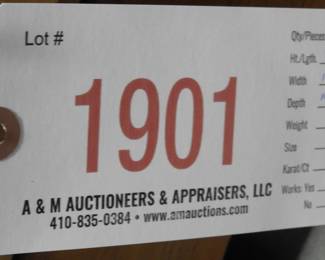 Lot #
1901
A & M AUCTIONEERS & APPRAISERS, LLC
410-835-0384 • www.amauctions.com
Qty/Pieces
Ht./Lgth.
Width
Depth
Weight
Size
Karat/Ct
Works: Yes
No